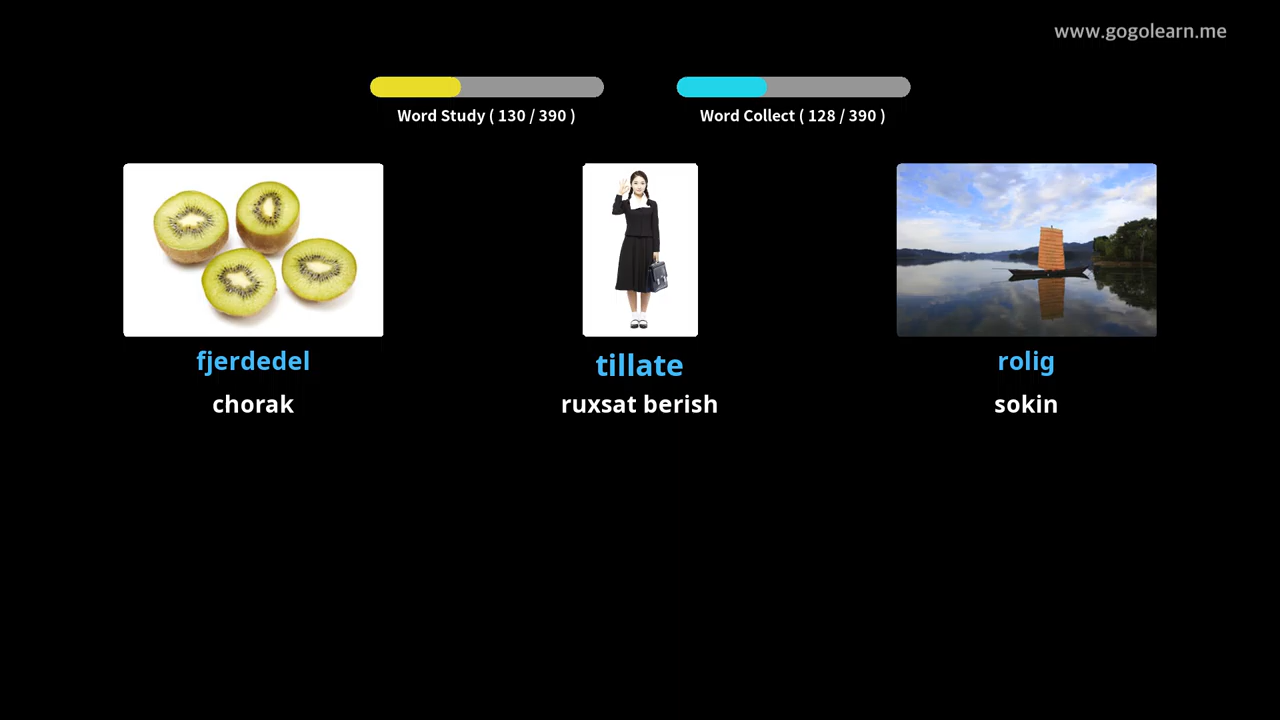 www.gogolearn.me
Word Study ( 130 / 390 )
Word Collect ( 128 / 390 )
fjerdedel
chorak
tillate
ruxsat berish
rolig
sokin